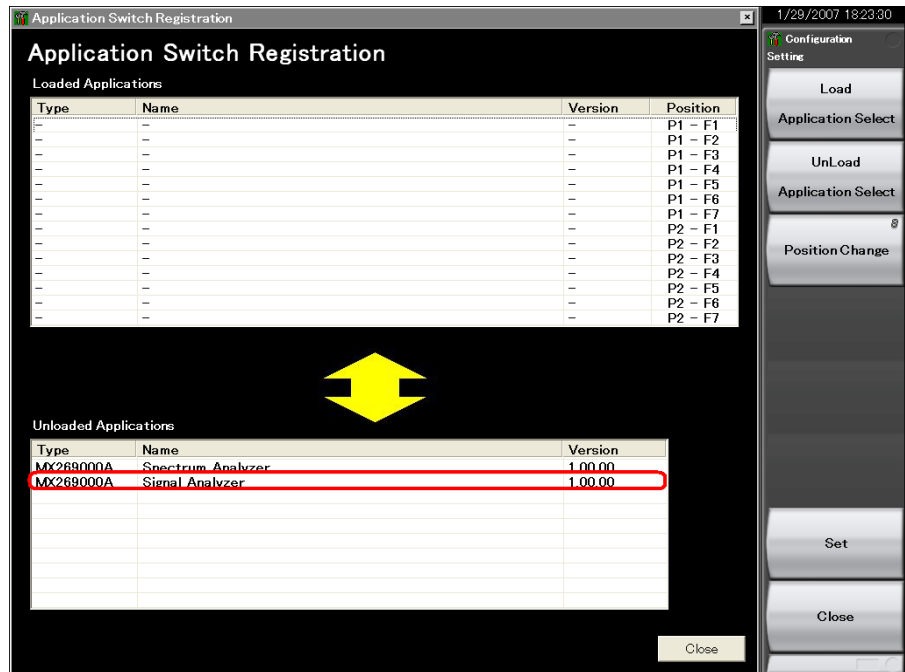 Application Switch Registration
1/29/2007 18:23:30
Application Switch Registration
Loaded Applications
Type Name Version Position
- - - P1 - F1
- - - P1 - F2
- - - P1 - F3
- - - P1 - F4
- - - P1 - F5
- - - P1 - F6
- - - P1 - F7
- - - P2 - F1
- - - P2 - F2
- - - P2 - F3
- - - P2 - F4
- - - P2 - F5
- - - P2 - F6
- - - P2 - F7
Unloaded Applications
Type Name Version
MX269000A Spectrum Analyzer 1.00.00
MX269000A Signal Analyzer 1.00.00
Close
Configuration
Setting
Load
Application Select
UnLoad
Application Select
8
Position Change
Set
Close